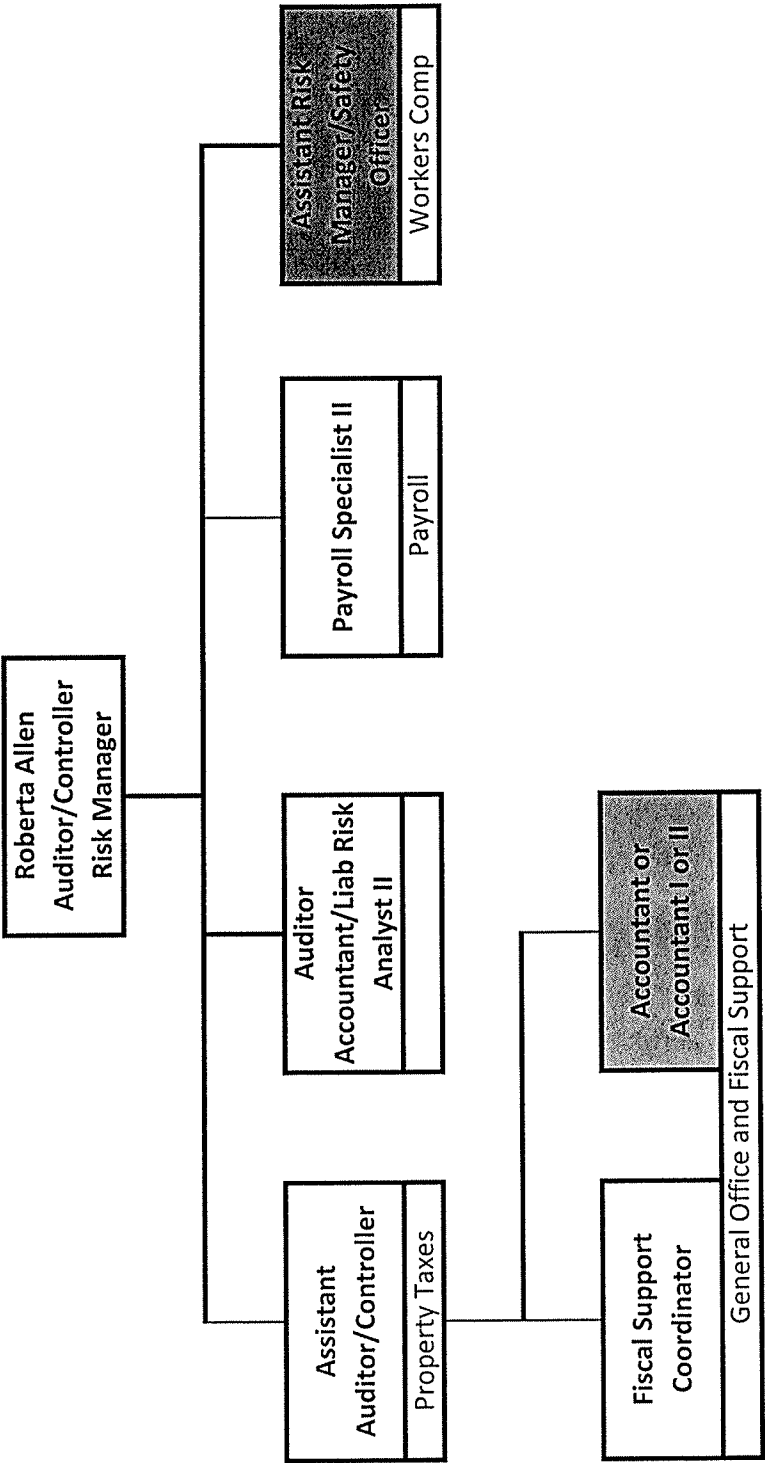 Roberta Allen
Auditor/Controller
Risk Manager
Assistant
Auditor/Controller
Property Taxes
Auditor
Accountant/Liab Risk
Analyst II
Payroll Specialist II
Payroll
Assistant Risk
Manager/Safety
Officer
Workers Comp
Fiscal Support
Coordinator
Accountant or
Accountant I or II
General Office and Fiscal Support